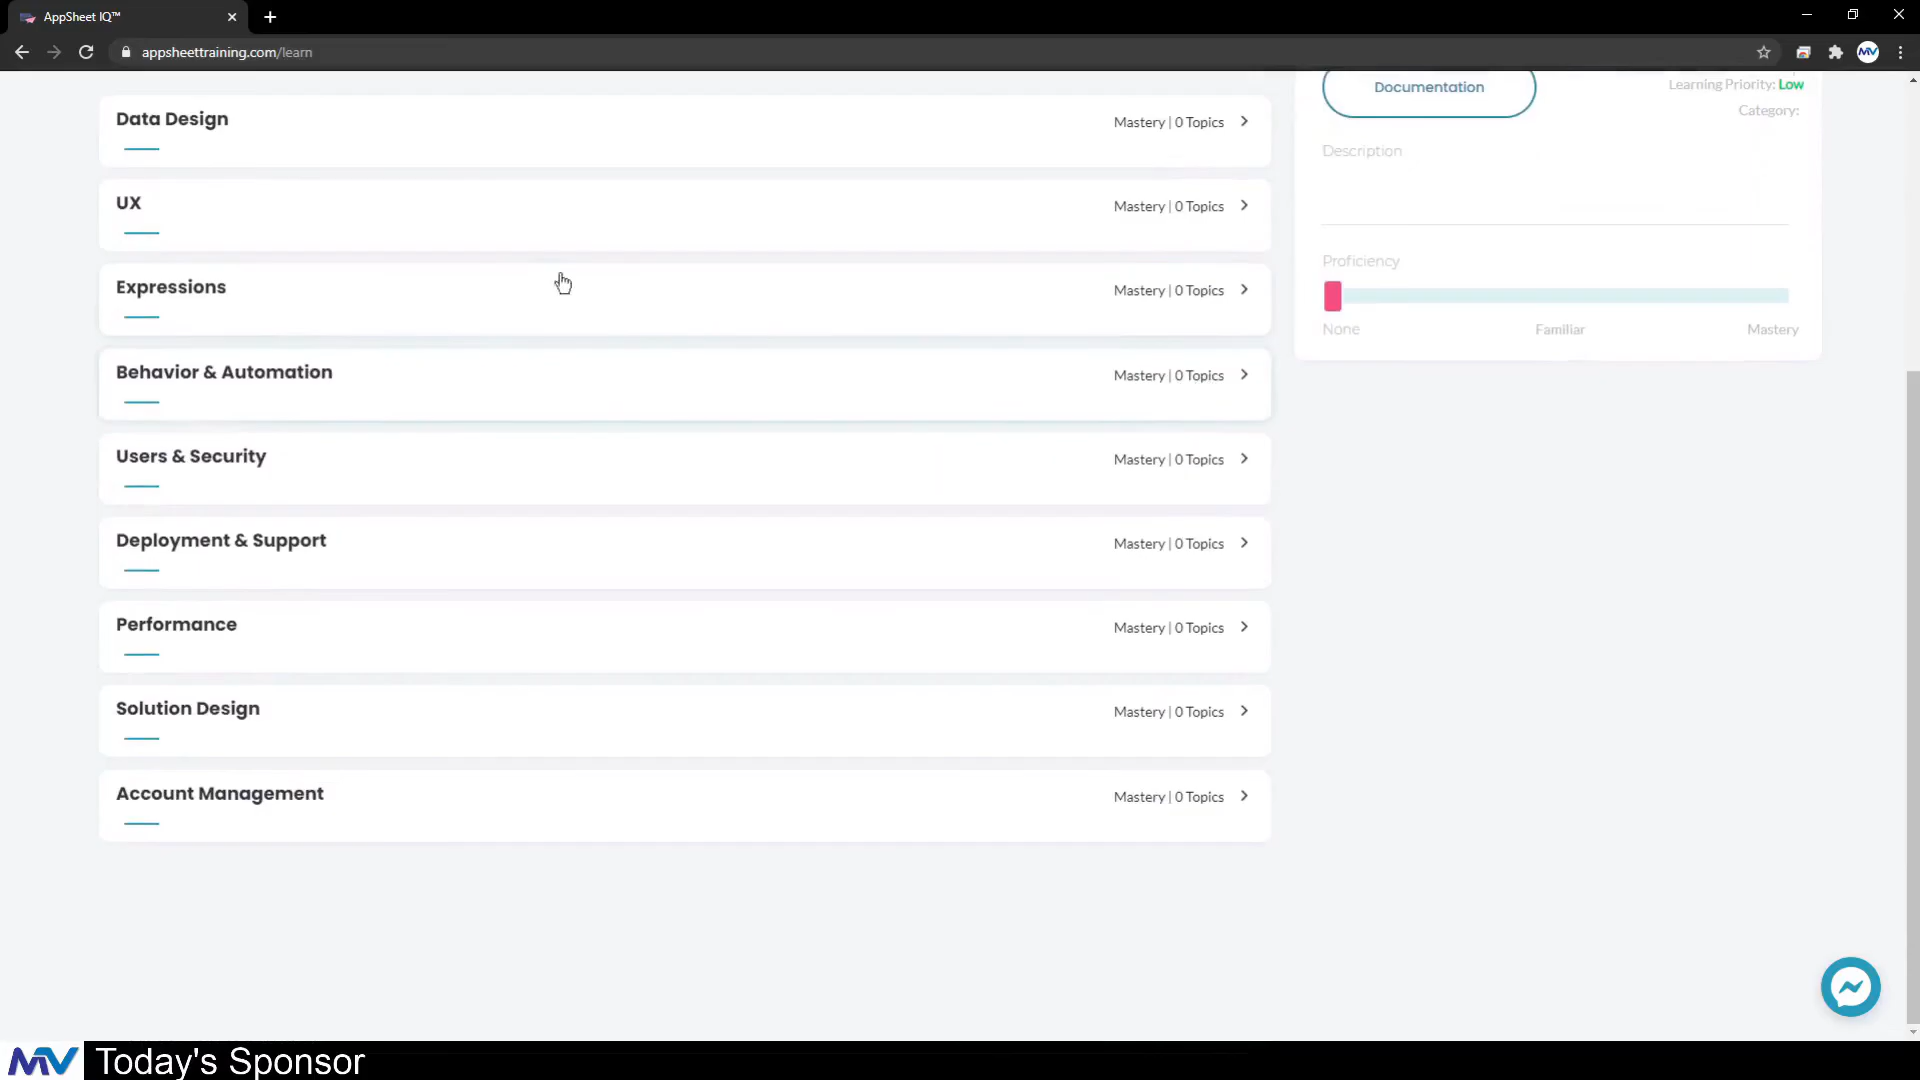 AppSheet IQ™
appsheettraining.com/learn
MV
Documentation
Learning Priority: Low
Category:
Description
Proficiency
None
Familiar
Mastery
Data Design
Mastery | 0 Topics
UX
Mastery | 0 Topics
Expressions
Mastery | 0 Topics
Behavior & Automation
Mastery | 0 Topics
Users & Security
Mastery | 0 Topics
Deployment & Support
Mastery | 0 Topics
Performance
Mastery | 0 Topics
Solution Design
Mastery | 0 Topics
Account Management
Mastery | 0 Topics
MV Today's Sponsor